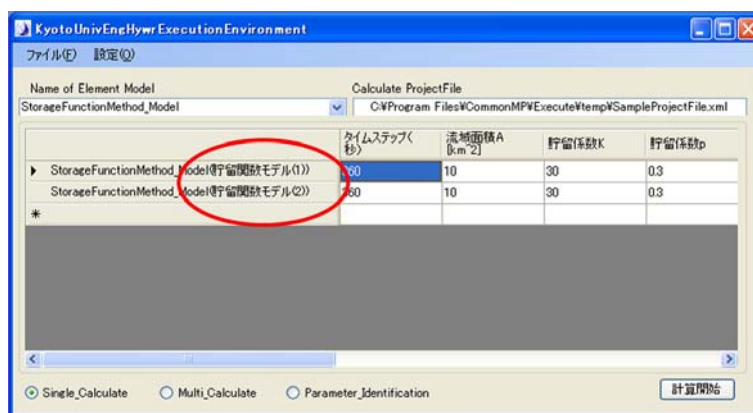 KyotoUnivEngHywrExecutionEnvironment
ファイル(F) 設定(O)
Name of Element Model Calculate ProjectFile
StorageFunctionMethod_Model C:¥Program Files¥CommonMP¥Execute¥temp¥SampleProjectFile.xml
タイムステップ(秒) 流域面積A [km^2] 貯留係数K 貯留係数p
StorageFunctionMethod_Model(貯留関数モデル(1)) 360 10 30 0.3
StorageFunctionMethod_Model(貯留関数モデル(2)) 360 10 30 0.3
*
Single_Calculate Multi_Calculate Parameter_Identification 計算開始